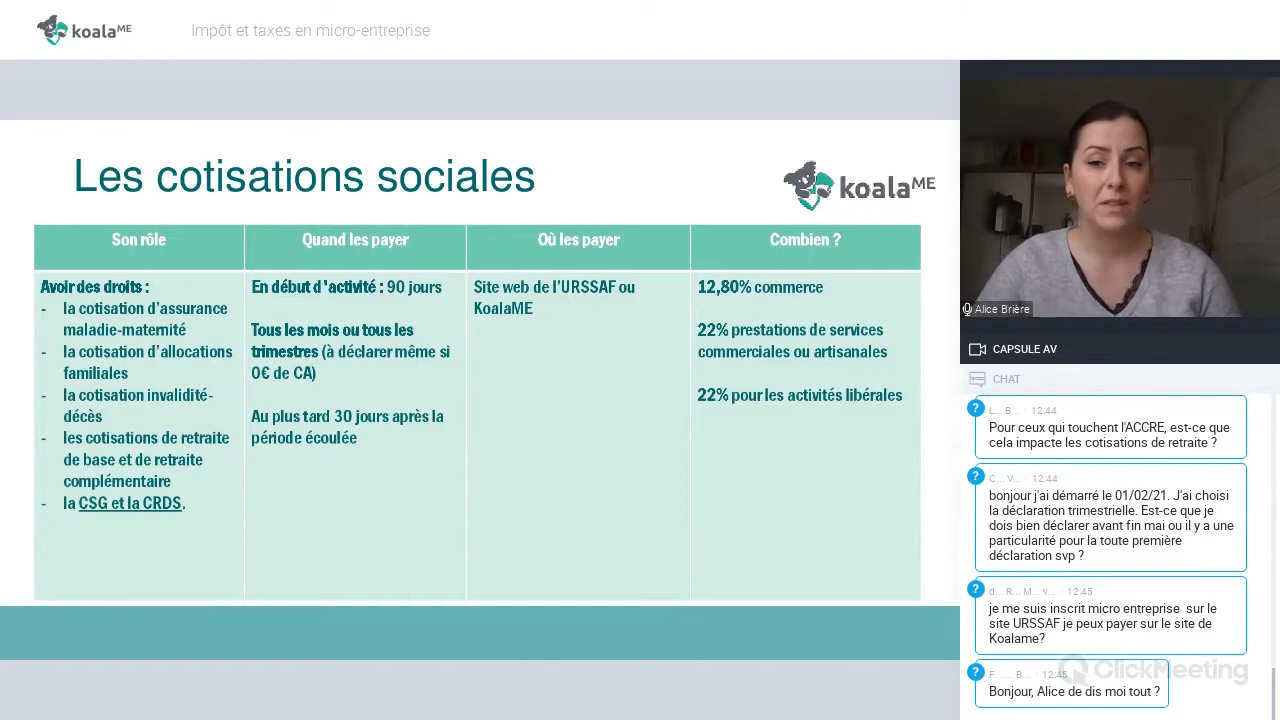 koalaME
Impôt et taxes en micro-entreprise
Les cotisations sociales
koalaME
Son rôle
Quand les payer
Où les payer
Combien ?
Avoir des droits :
- la cotisation d’assurance
maladie-maternité
- la cotisation d’allocations
familiales
- la cotisation invalidité-
décès
- les cotisations de retraite
de base et de retraite
complémentaire
- la CSG et la CRDS.
En début d'activité : 90 jours
Tous les mois ou tous les
trimestres (à déclarer même si
0€ de CA)
Au plus tard 30 jours après la
période écoulée
Site web de l’URSSAF ou
KoalaME
12,80% commerce
22% prestations de services
commerciales ou artisanales
22% pour les activités libérales
Alice Brière
CAPSULE AV
CHAT
L... B... 12:44
Pour ceux qui touchent l'ACCRE, est-ce que
cela impacte les cotisations de retraite ?
C... V... 12:44
bonjour j'ai démarré le 01/02/21. J'ai choisi
la déclaration trimestrielle. Est-ce que je
dois bien déclarer avant fin mai ou il y a une
particularité pour la toute première
déclaration svp ?
d... R... M... v... 12:45
je me suis inscrit micro entreprise sur le
site URSSAF je peux payer sur le site de
Koalame?
F... ... B... 12:45
Bonjour, Alice de dis moi tout ?
ClickMeeting